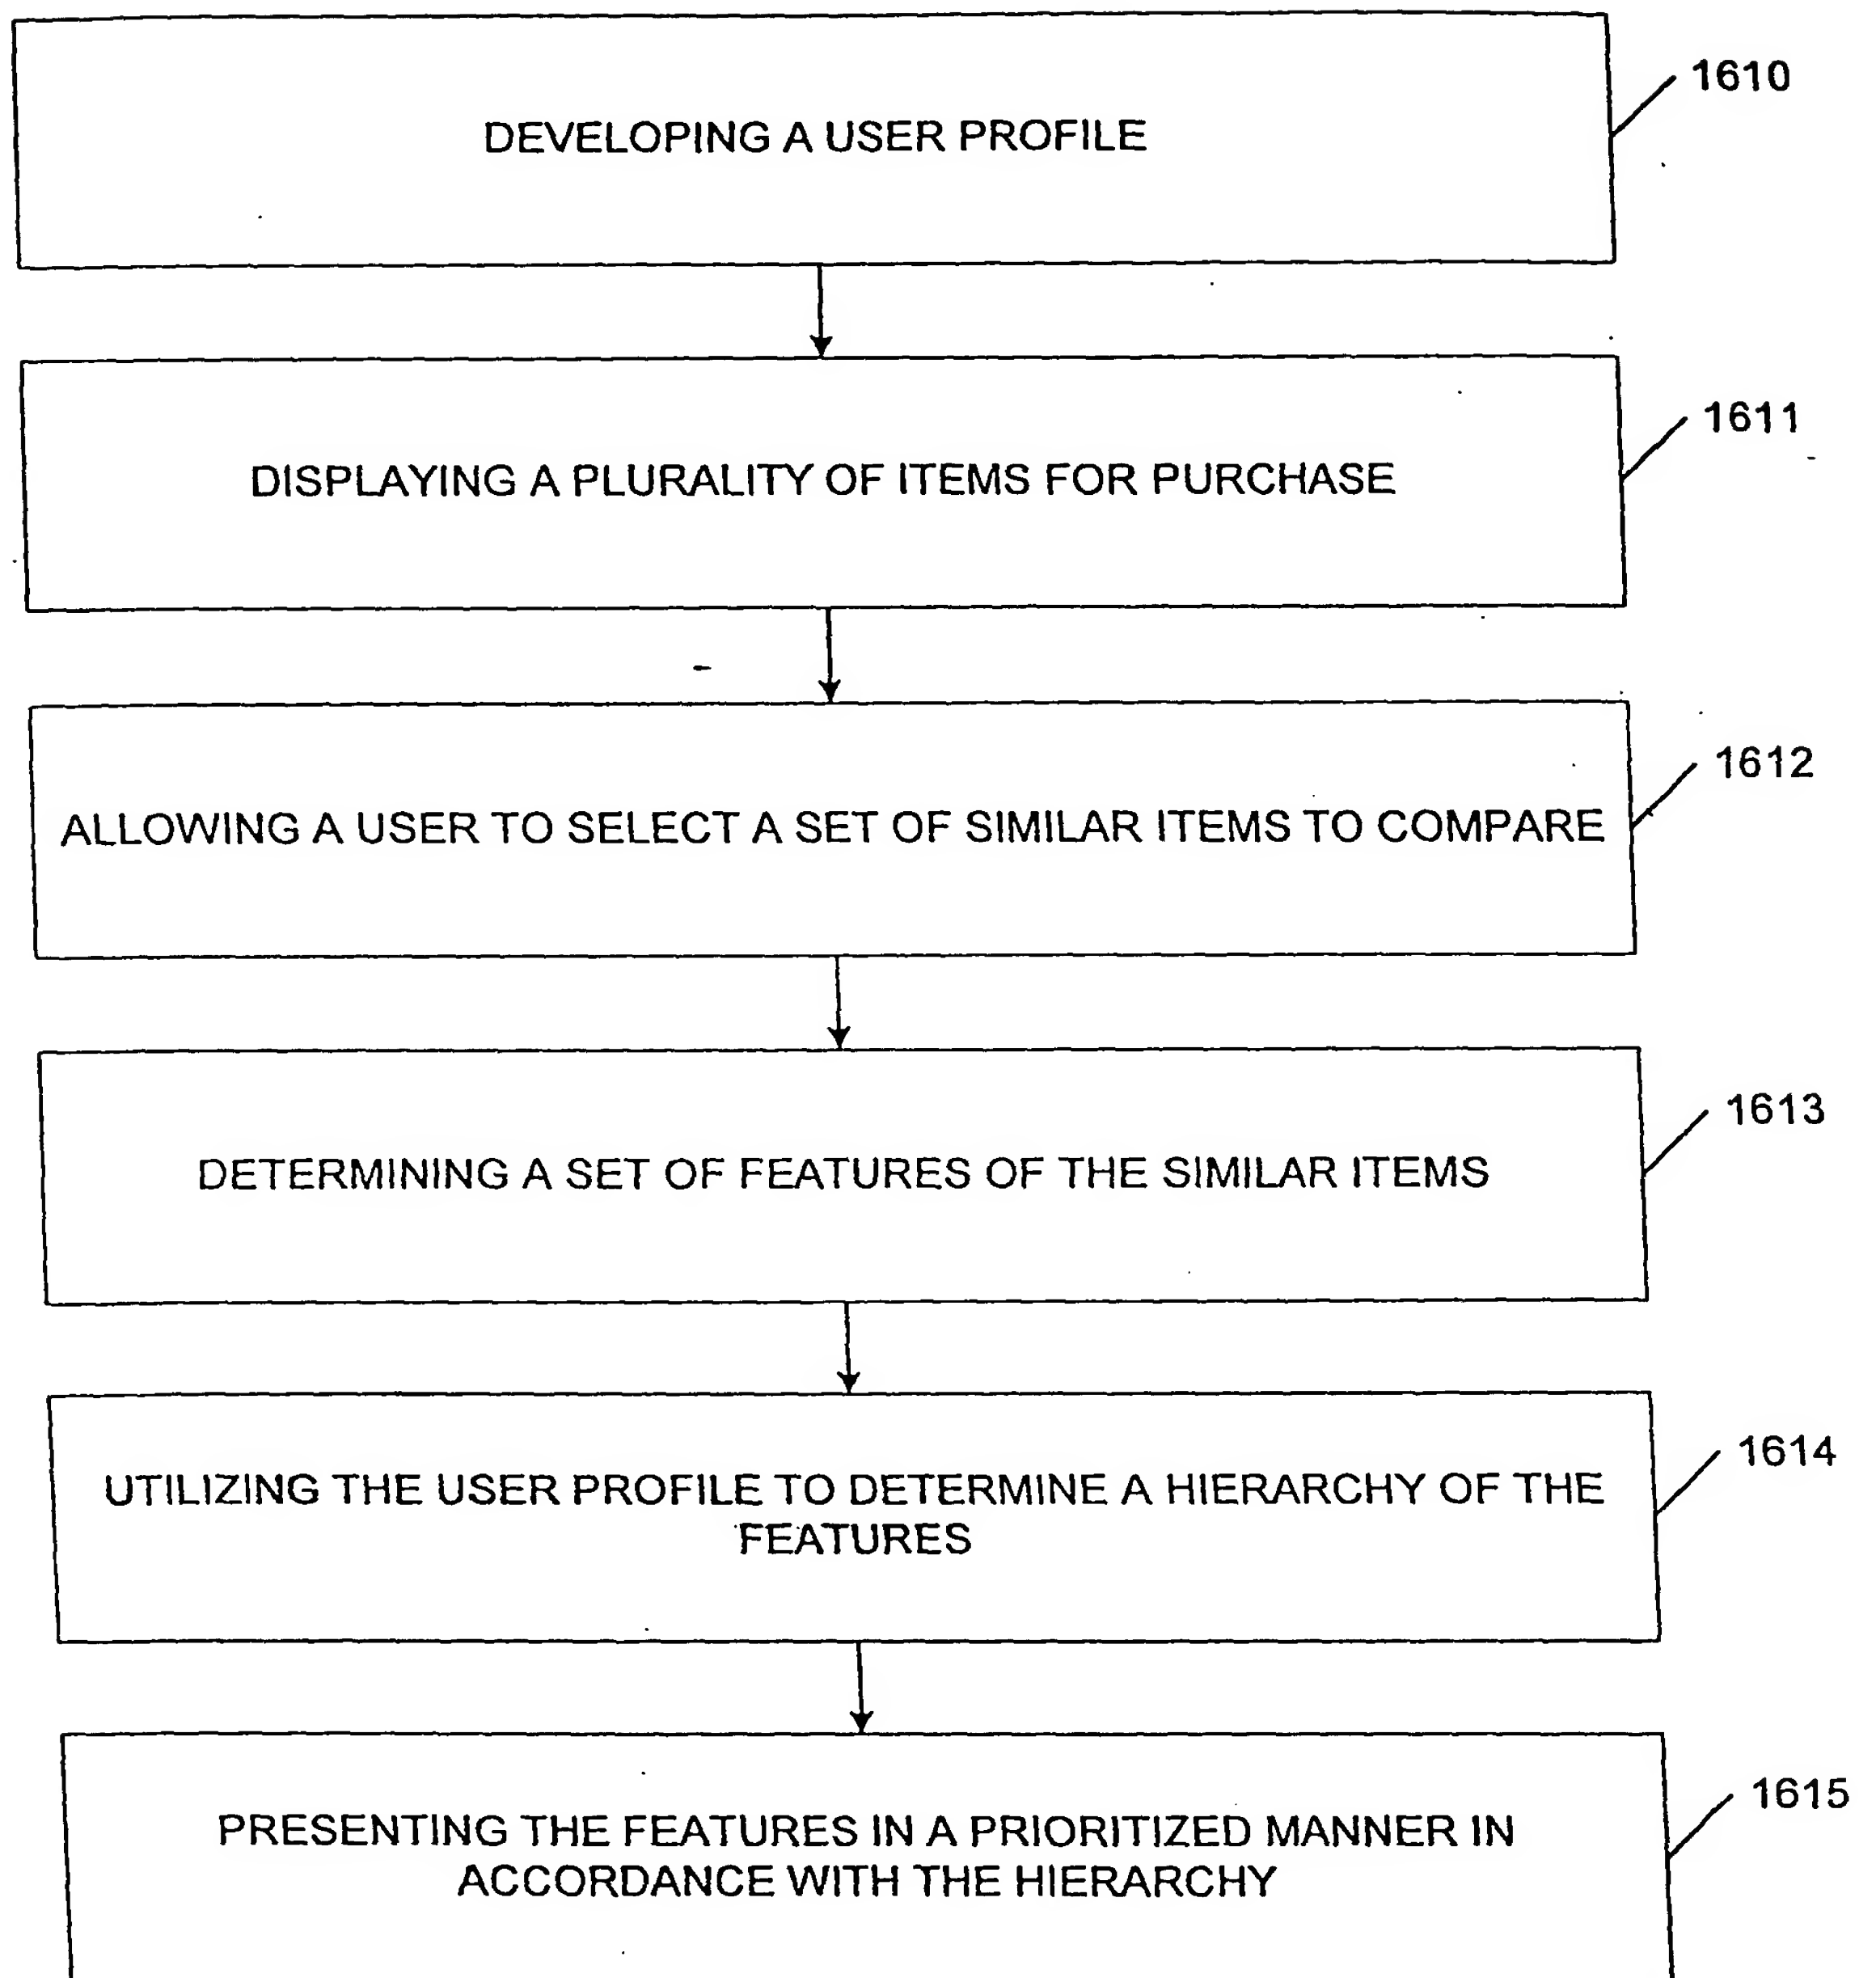 1610
DEVELOPING A USER PROFILE
1611
DISPLAYING A PLURALITY OF ITEMS FOR PURCHASE
1612
ALLOWING A USER TO SELECT A SET OF SIMILAR ITEMS TO COMPARE
1613
DETERMINING A SET OF FEATURES OF THE SIMILAR ITEMS
1614
UTILIZING THE USER PROFILE TO DETERMINE A HIERARCHY OF THE
FEATURES
1615
PRESENTING THE FEATURES IN A PRIORITIZED MANNER IN
ACCORDANCE WITH THE HIERARCHY